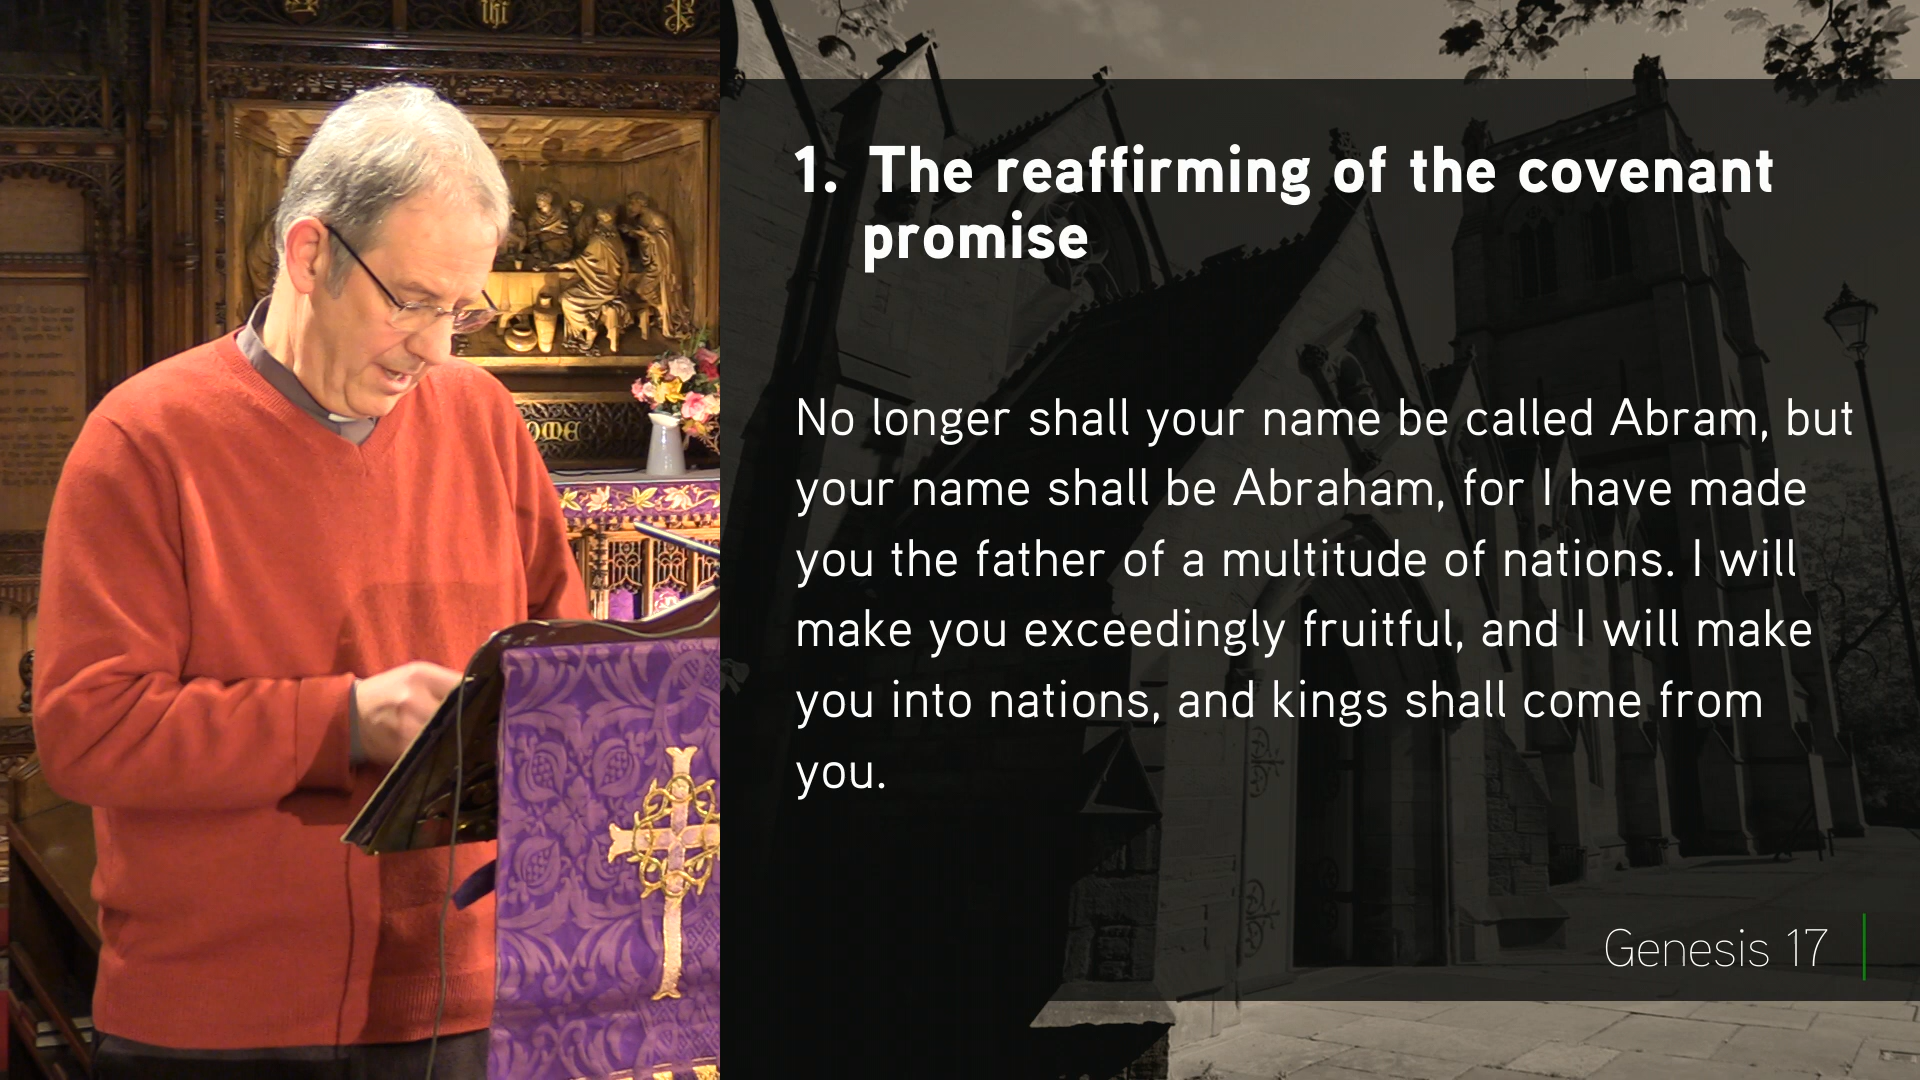 ihs
1. The reaffirming of the covenant
promise
No longer shall your name be called Abram, but
your name shall be Abraham, for I have made
you the father of a multitude of nations. I will
make you exceedingly fruitful, and I will make
you into nations, and kings shall come from
you.
Genesis 17